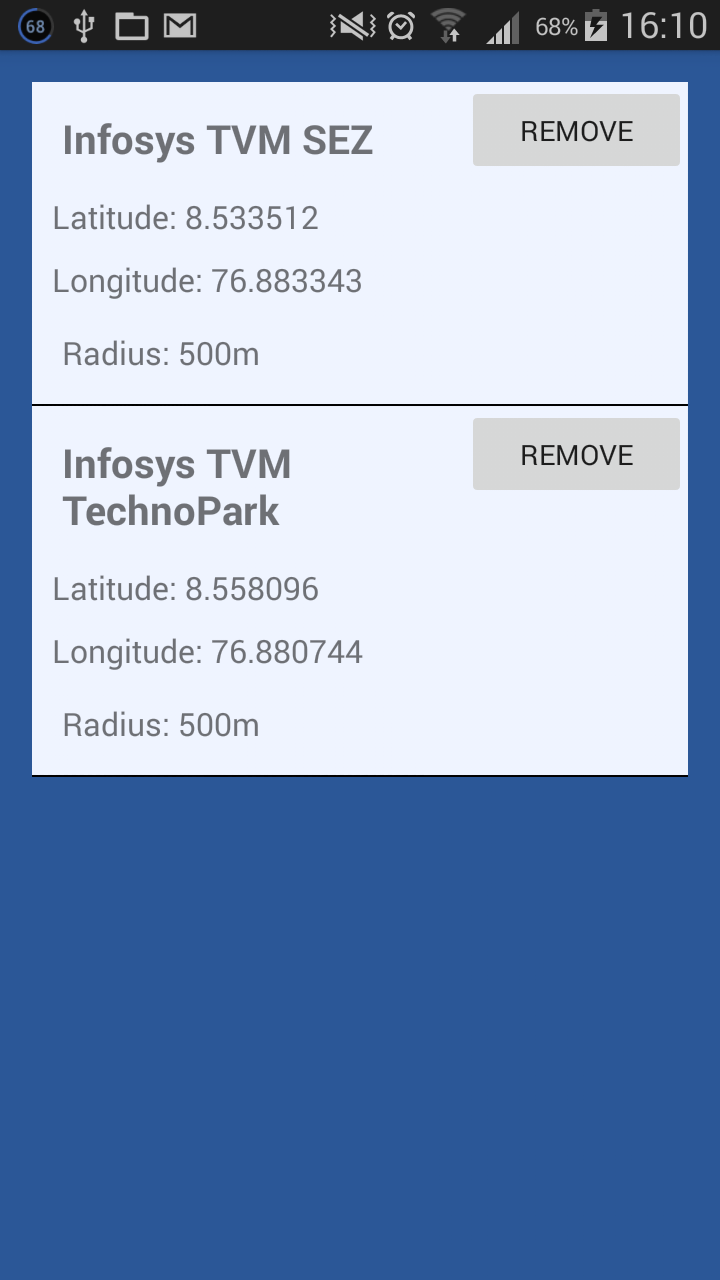 68 68% 16:10
Infosys TVM SEZ
REMOVE
Latitude: 8.533512
Longitude: 76.883343
Radius: 500m
Infosys TVM
TechnoPark
REMOVE
Latitude: 8.558096
Longitude: 76.880744
Radius: 500m